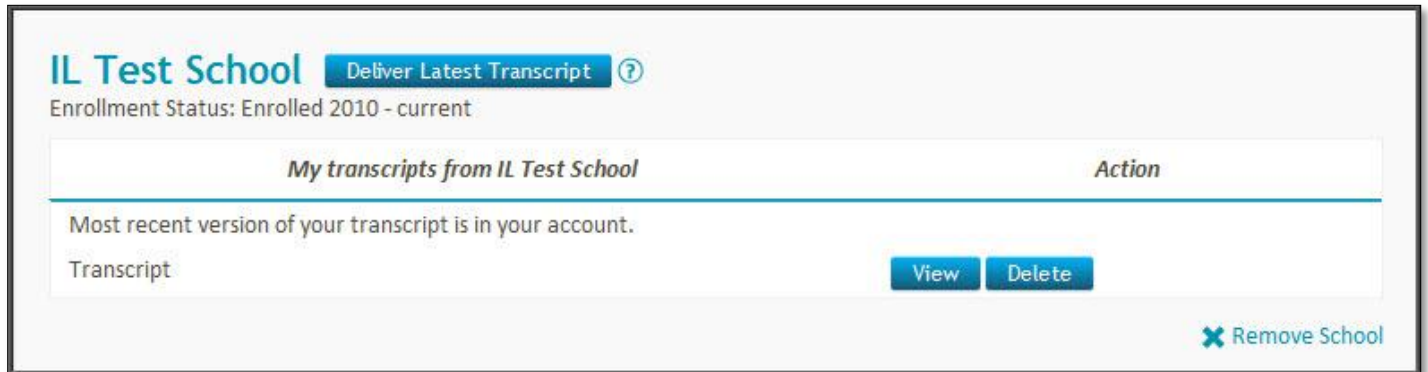 IL Test School Deliver Latest Transcript ?
Enrollment Status: Enrolled 2010 - current
My transcripts from IL Test School Action
Most recent version of your transcript is in your account.
Transcript View Delete
Remove School